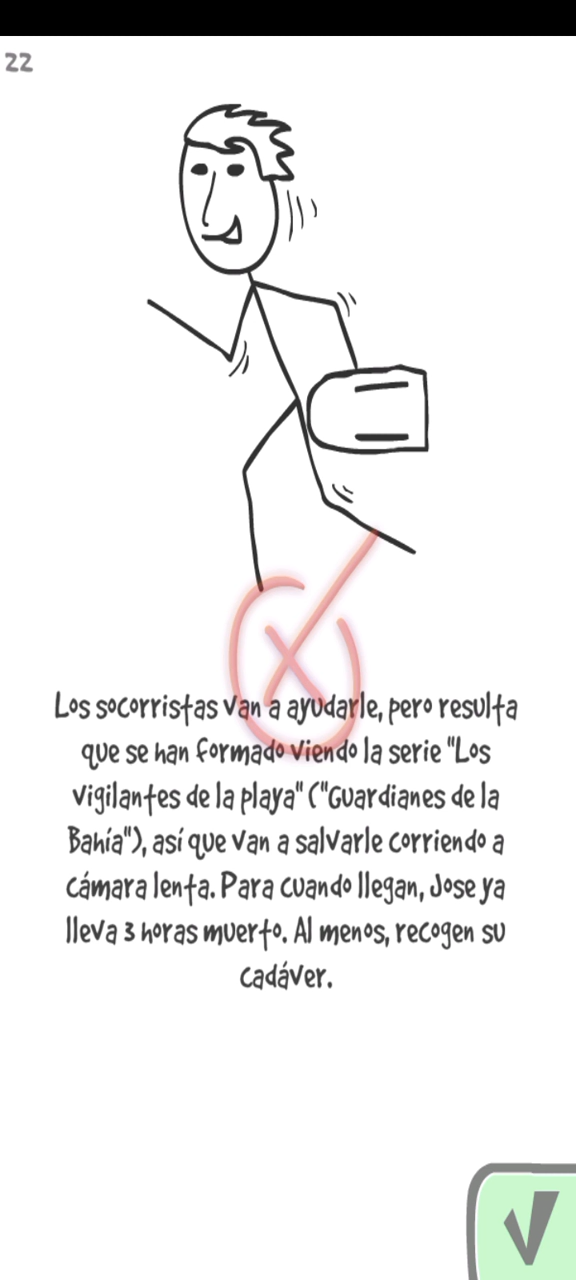 22
Los socorristas van a ayudarle, pero resulta
que se han formado viendo la serie "Los
vigilantes de la playa" ("Guardianes de la
Bahía"), así que van a salvarle corriendo a
cámara lenta. Para cuando llegan, Jose ya
lleva 3 horas muerto. Al menos, recogen su
cadáver.